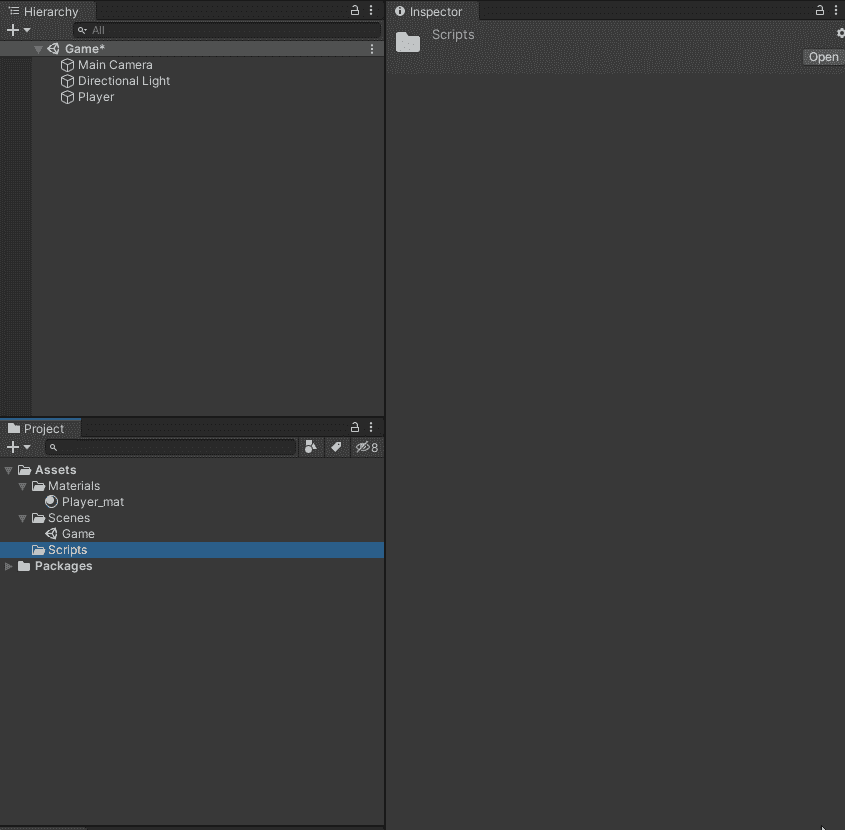 Hierarchy
All
Game*
Main Camera
Directional Light
Player
Project
8
Assets
Materials
Player_mat
Scenes
Game
Scripts
Packages
Inspector
Scripts
Open